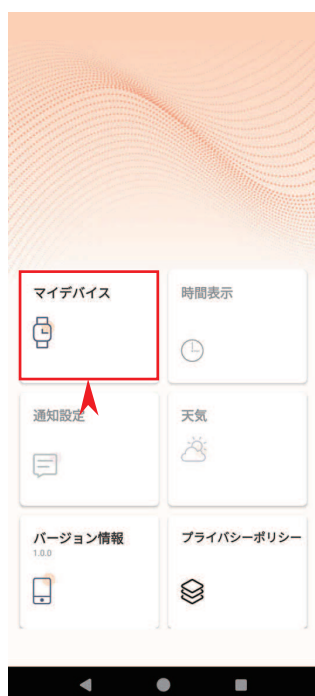 マイデバイス
時間表示
通知設定
天気
バージョン情報
1.0.0
プライバシーポリシー